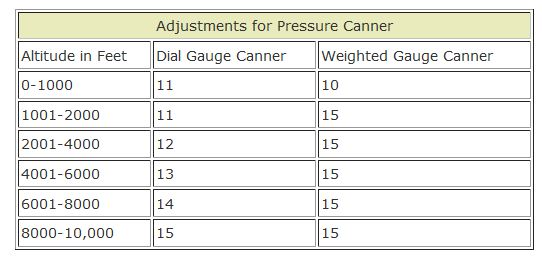 Adjustments for Pressure Canner
Altitude in Feet Dial Gauge Canner Weighted Gauge Canner
0-1000 11 10
1001-2000 11 15
2001-4000 12 15
4001-6000 13 15
6001-8000 14 15
8000-10,000 15 15